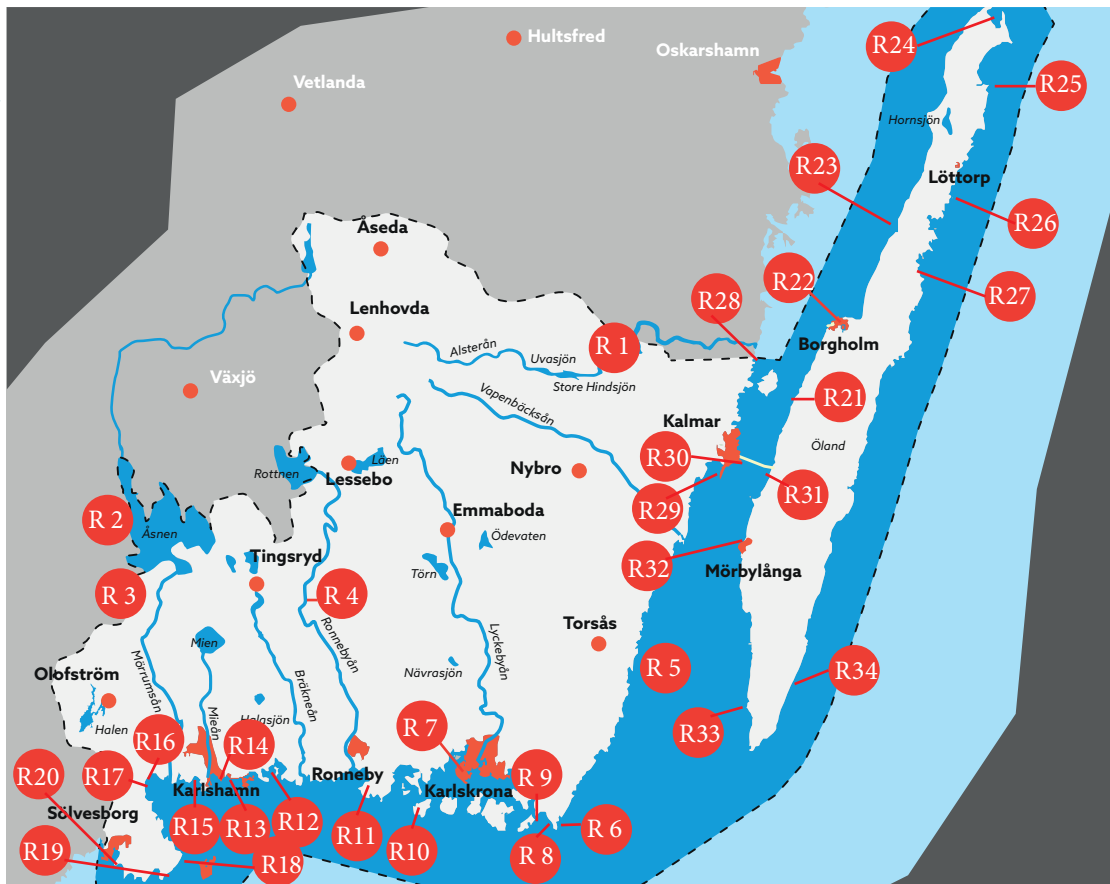 Hultsfred
R24
Oskarshamn
Vetlanda
R25
Hornsjön
R23
Löttorp
R26
Åseda
R22
R28
R27
Lenhovda
R 1
Alsterån
Uvasjön
Borgholm
Växjö
Store Hindsjön
Vapenbäcksån
R21
Kalmar
Öland
R30
Läen
Rottnen
Lessebo
Nybro
R31
R29
Emmaboda
R 2
Åsnen
Ödevaten
R32
Mörbylånga
Tingsryd
Törn
R 3
R 4
Torsås
Mien
Ronnebyån
Lyckebyån
R 5
R34
Olofström
Mörrumsån
Nävrasjön
Bräkneån
Halen
Mieån
Helgasjön
R 7
R33
R16
R14
R20
R17
Karlshamn
Ronneby
Karlskrona
R 9
Sölvesborg
R15
R13
R12
R11
R10
R 8
R 6
R19
R18